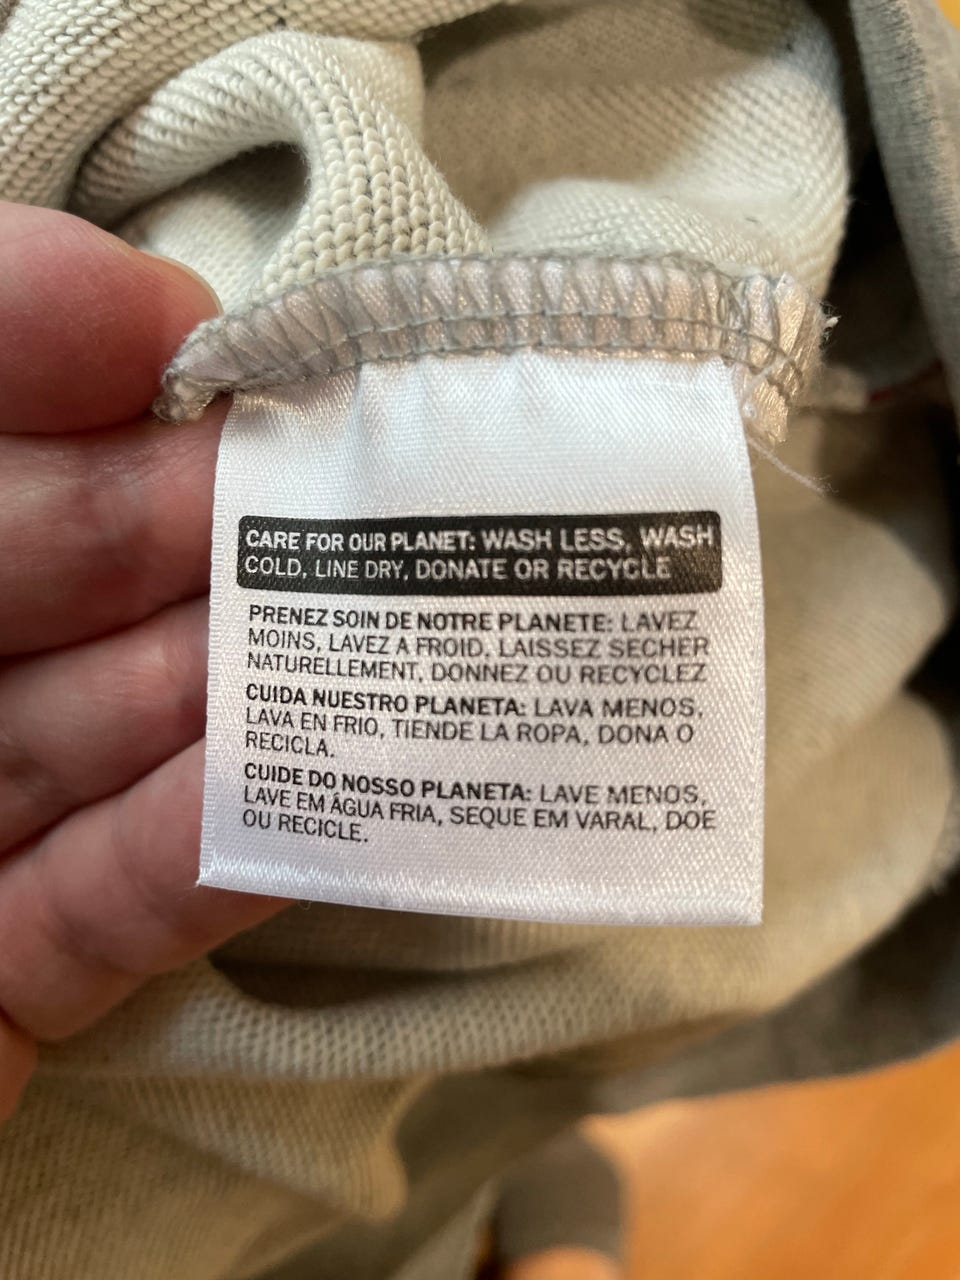 CARE FOR OUR PLANET: WASH LESS, WASH
COLD, LINE DRY, DONATE OR RECYCLE
PRENEZ SOIN DE NOTRE PLANETE: LAVEZ
MOINS, LAVEZ A FROID. LAISSEZ SECHER
NATURELLEMENT, DONNEZ OU RECYCLEZ
CUIDA NUESTRO PLANETA: LAVA MENOS,
LAVA EN FRIO, TIENDE LA ROPA, DONA O
RECICLA.
CUIDE DO NOSSO PLANETA: LAVE MENOS,
LAVE EM ÁGUA FRIA, SEQUE EM VARAL, DOE
OU RECICLE.